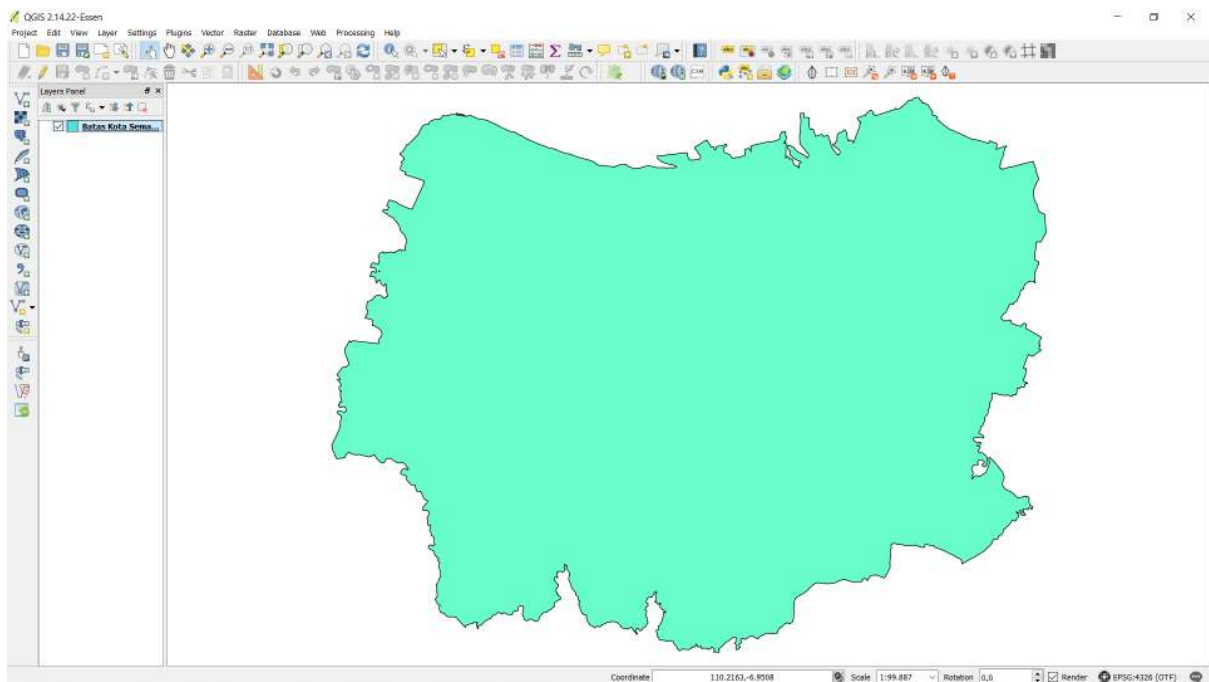 QGIS 2.14.22-Essen
Project Edit View Layer Settings Plugins Vector Raster Database Web Processing Help
Layers Panel
Batas Kota Sema...
Coordinate 110.2163,-6.9508 Scale 1:99.887 Rotation 0,0 Render EPSG:4326 (OTF)